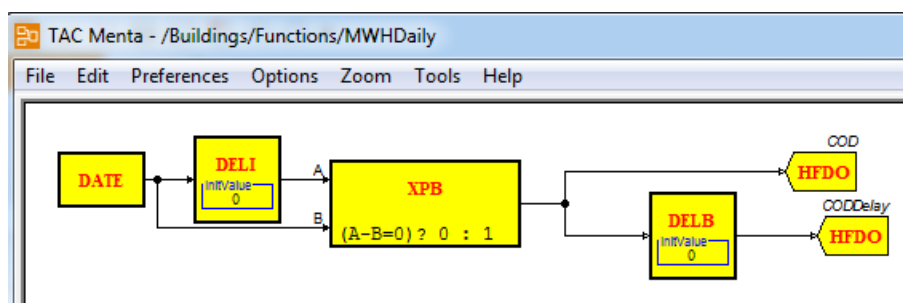 TAC Menta - /Buildings/Functions/MWHDaily
File Edit Preferences Options Zoom Tools Help
DATE
DELI
InitValue
0
A
B
XPB
(A-B=0)? 0 : 1
COD
HFDO
DELB
InitValue
0
CODDelay
HFDO